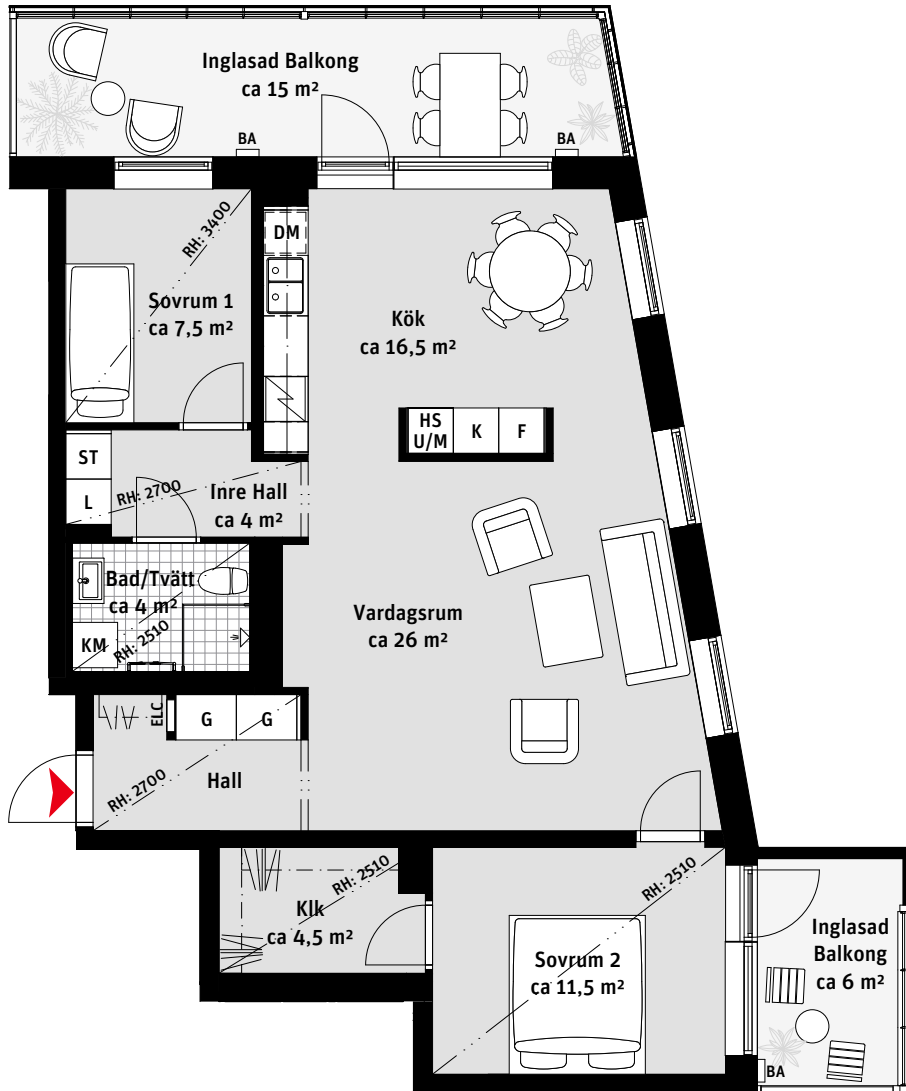 Inglasad Balkong
ca 15 m²
BA
BA
RH: 3400
DM
Sovrum 1
ca 7,5 m²
Kök
ca 16,5 m²
HS
U/M
K
F
ST
L
RH: 2700
Inre Hall
ca 4 m²
Bad/Tvätt
ca 4 m²
KM
RH: 2510
Vardagsrum
ca 26 m²
ELC
G
G
RH: 2700
Hall
RH: 2510
Klk
ca 4,5 m²
RH: 2510
Sovrum 2
ca 11,5 m²
Inglasad
Balkong
ca 6 m²
BA